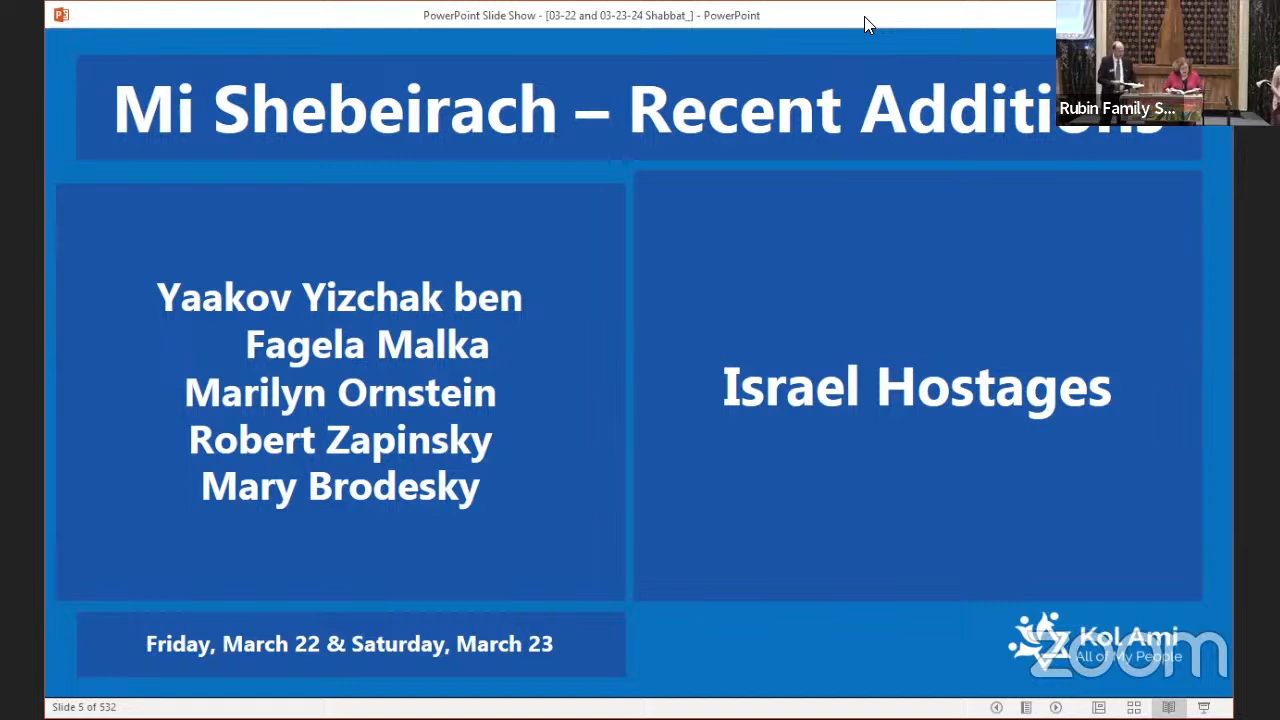 PowerPoint Slide Show - [03-22 and 03-23-24 Shabbat_] - PowerPoint
Mi Shebeirach – Recent Additions
Rubin Family S...
Yaakov Yizchak ben
Fagela Malka
Marilyn Ornstein
Robert Zapinsky
Mary Brodesky
Israel Hostages
Friday, March 22 & Saturday, March 23
Kol Ami
All of My People
zoom
Slide 5 of 532